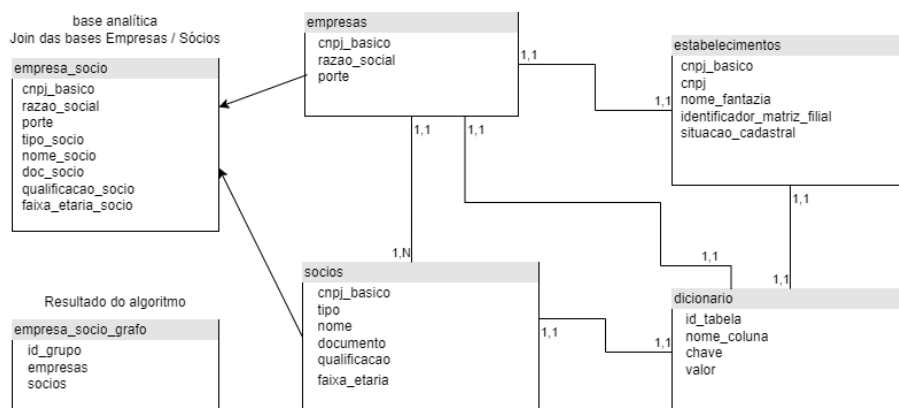 base analítica
Join das bases Empresas / Sócios
empresa_socio
cnpj_basico
razao_social
porte
tipo_socio
nome_socio
doc_socio
qualificacao_socio
faixa_etaria_socio
Resultado do algoritmo
empresa_socio_grafo
id_grupo
empresas
socios
empresas
cnpj_basico
razao_social
porte
1,1
1,1
1,1
1,1
1,N
socios
cnpj_basico
tipo
nome
documento
qualificacao
faixa_etaria
1,1
1,1
estabelecimentos
cnpj_basico
cnpj
nome_fantazia
identificador_matriz_filial
situacao_cadastral
1,1
1,1
1,1
dicionario
id_tabela
nome_coluna
chave
valor